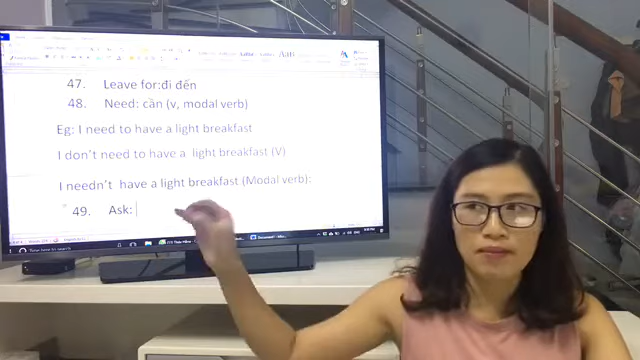 47. Leave for:đi đến
48. Need: cần (v, modal verb)
Eg: I need to have a light breakfast
I don't need to have a light breakfast (V)
I needn't have a light breakfast (Modal verb):
49. Ask: